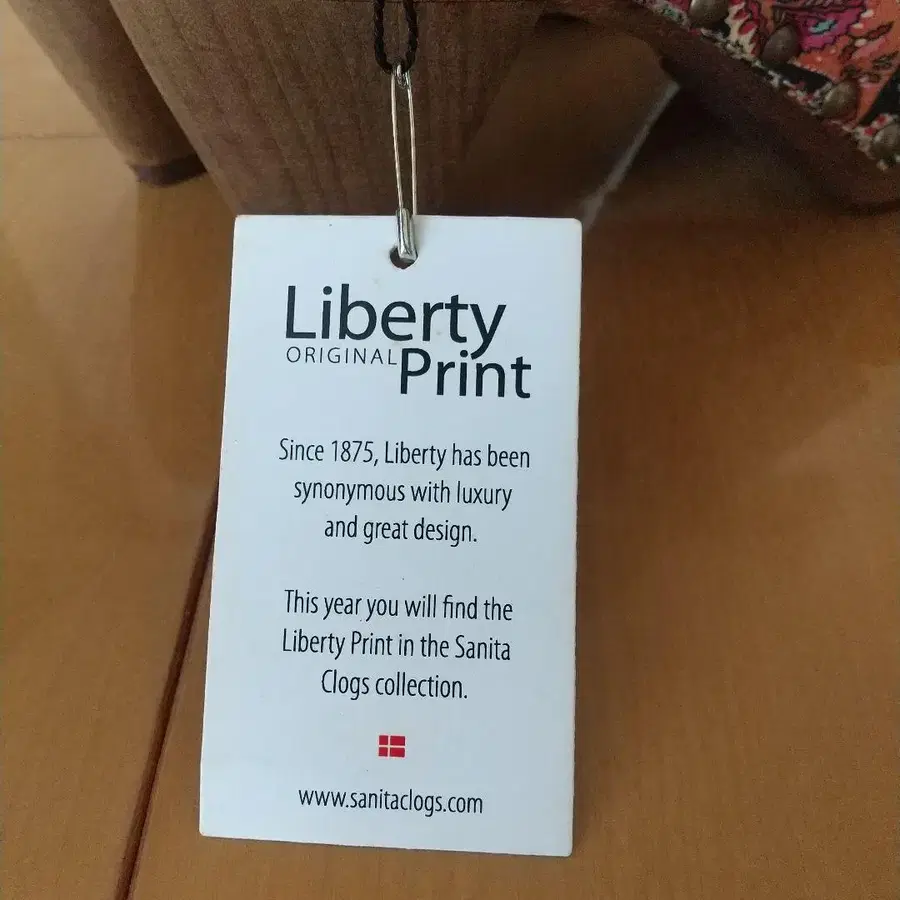 Liberty
ORIGINAL Print
Since 1875, Liberty has been
synonymous with luxury
and great design.
This year you will find the
Liberty Print in the Sanita
Clogs collection.
www.sanitaclogs.com